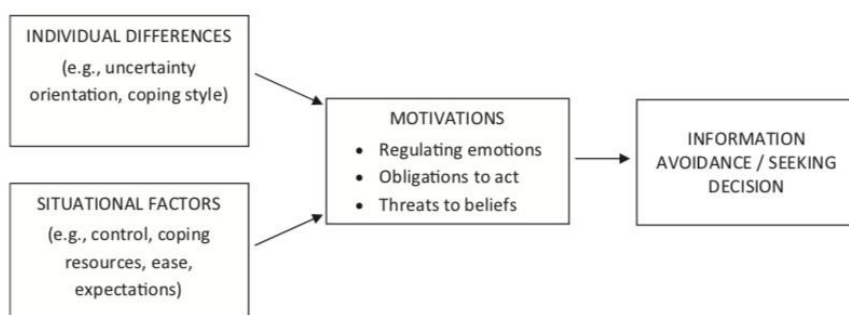 INDIVIDUAL DIFFERENCES
(e.g., uncertainty
orientation, coping style)
SITUATIONAL FACTORS
(e.g., control, coping
resources, ease,
expectations)
MOTIVATIONS
• Regulating emotions
• Obligations to act
• Threats to beliefs
INFORMATION
AVOIDANCE / SEEKING
DECISION